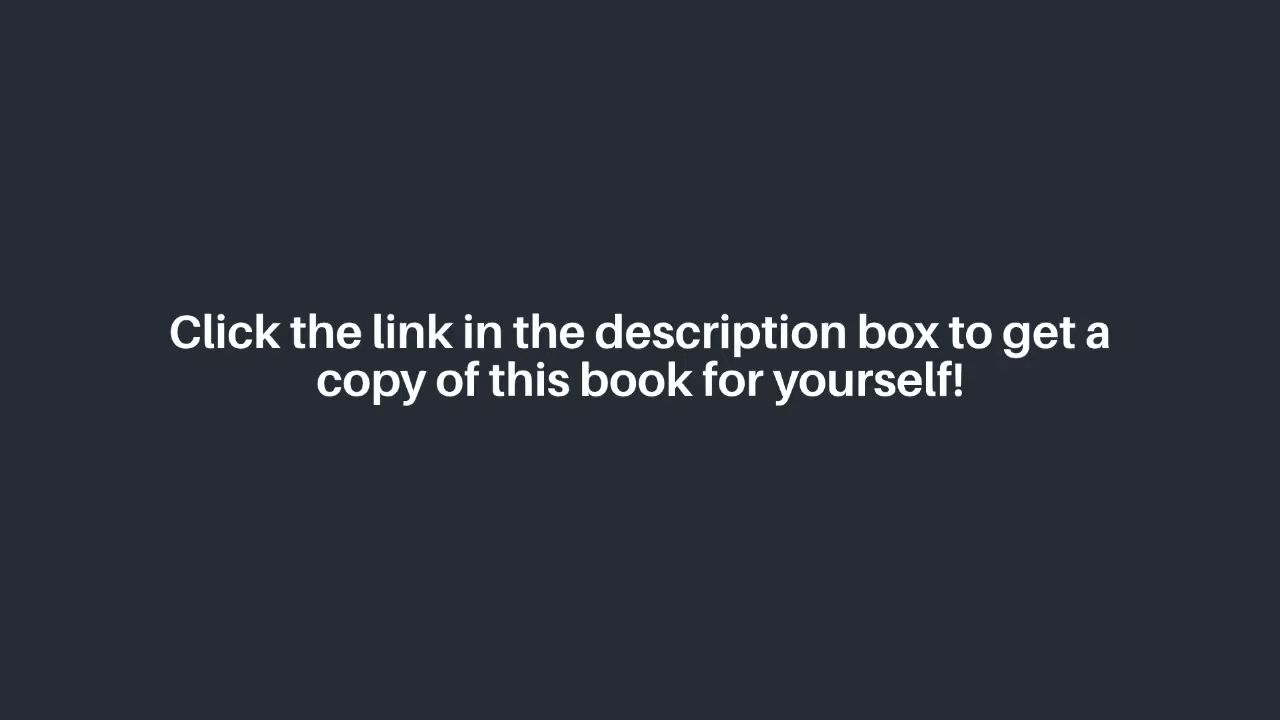 Click the link in the description box to get a
copy of this book for yourself!